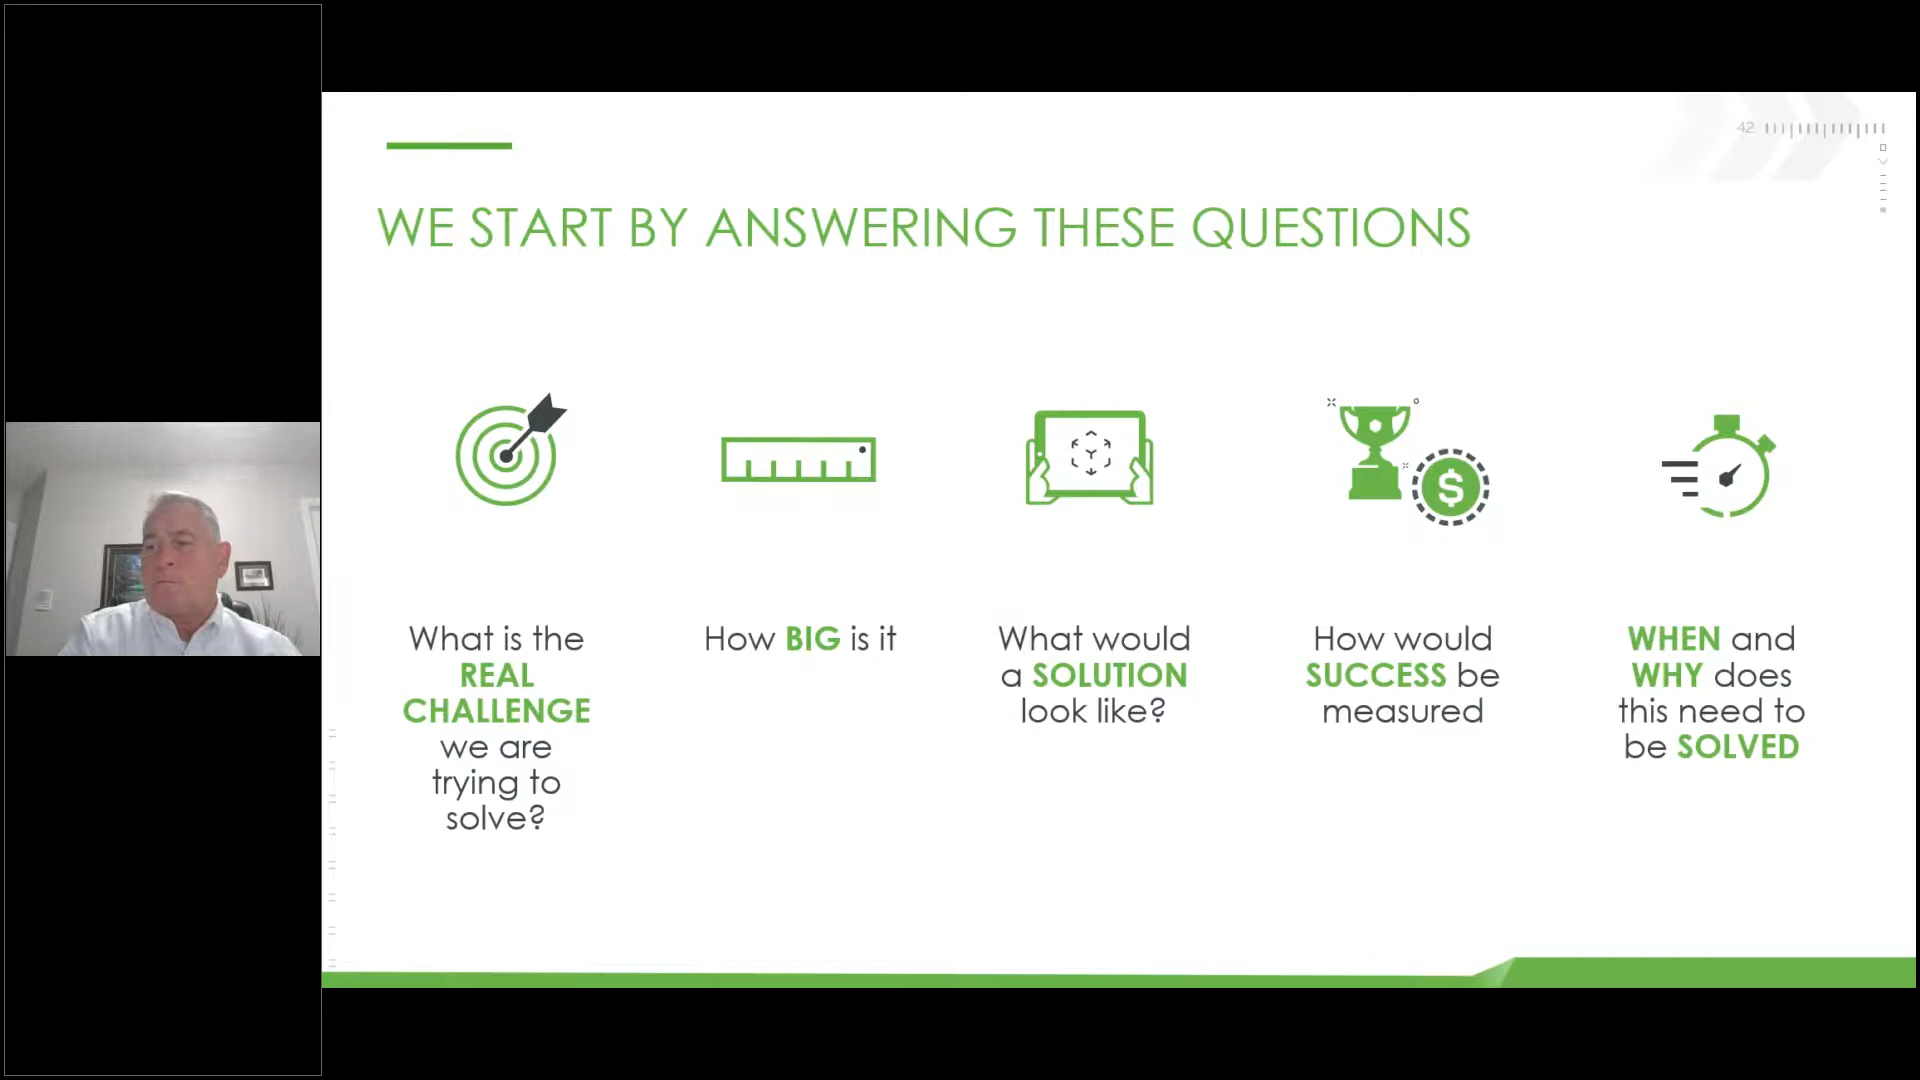 42
WE START BY ANSWERING THESE QUESTIONS
$
What is the
REAL
CHALLENGE
we are
trying to
solve?
How BIG is it
What would
a SOLUTION
look like?
How would
SUCCESS be
measured
WHEN and
WHY does
this need to
be SOLVED